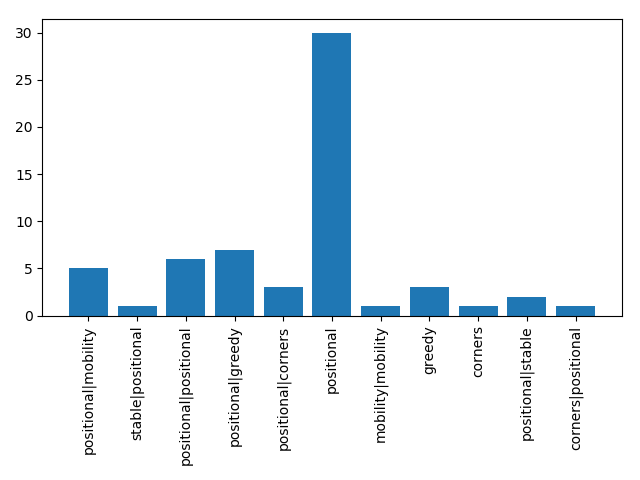 30
25
20
15
10
5
0
positional|mobility
stable|positional
positional|positional
positional|greedy
positional|corners
positional
mobility|mobility
greedy
corners
positional|stable
corners|positional